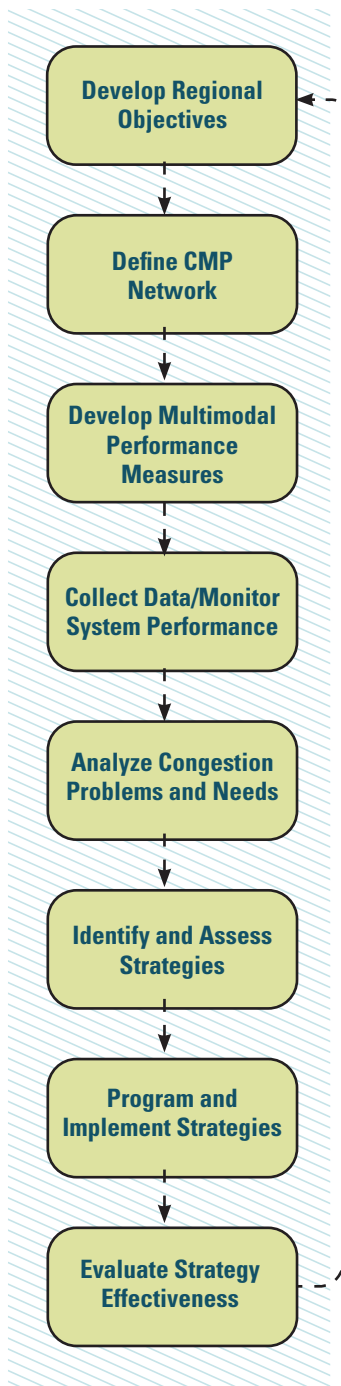 Develop Regional
Objectives
Define CMP
Network
Develop Multimodal
Performance
Measures
Collect Data/Monitor
System Performance
Analyze Congestion
Problems and Needs
Identify and Assess
Strategies
Program and
Implement Strategies
Evaluate Strategy
Effectiveness